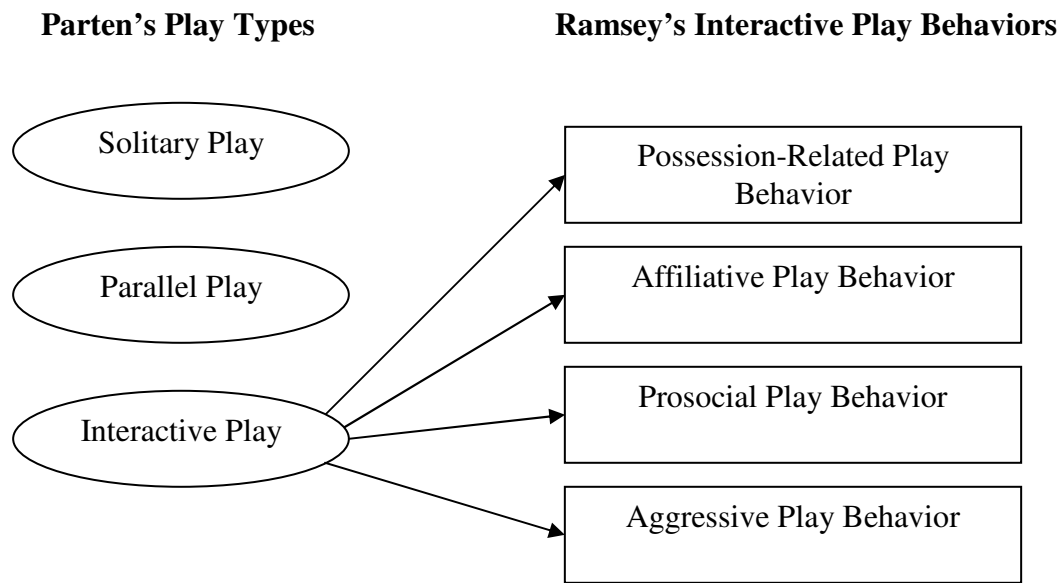 Parten’s Play Types
Ramsey’s Interactive Play Behaviors
Solitary Play
Parallel Play
Interactive Play
Possession-Related Play
Behavior
Affiliative Play Behavior
Prosocial Play Behavior
Aggressive Play Behavior